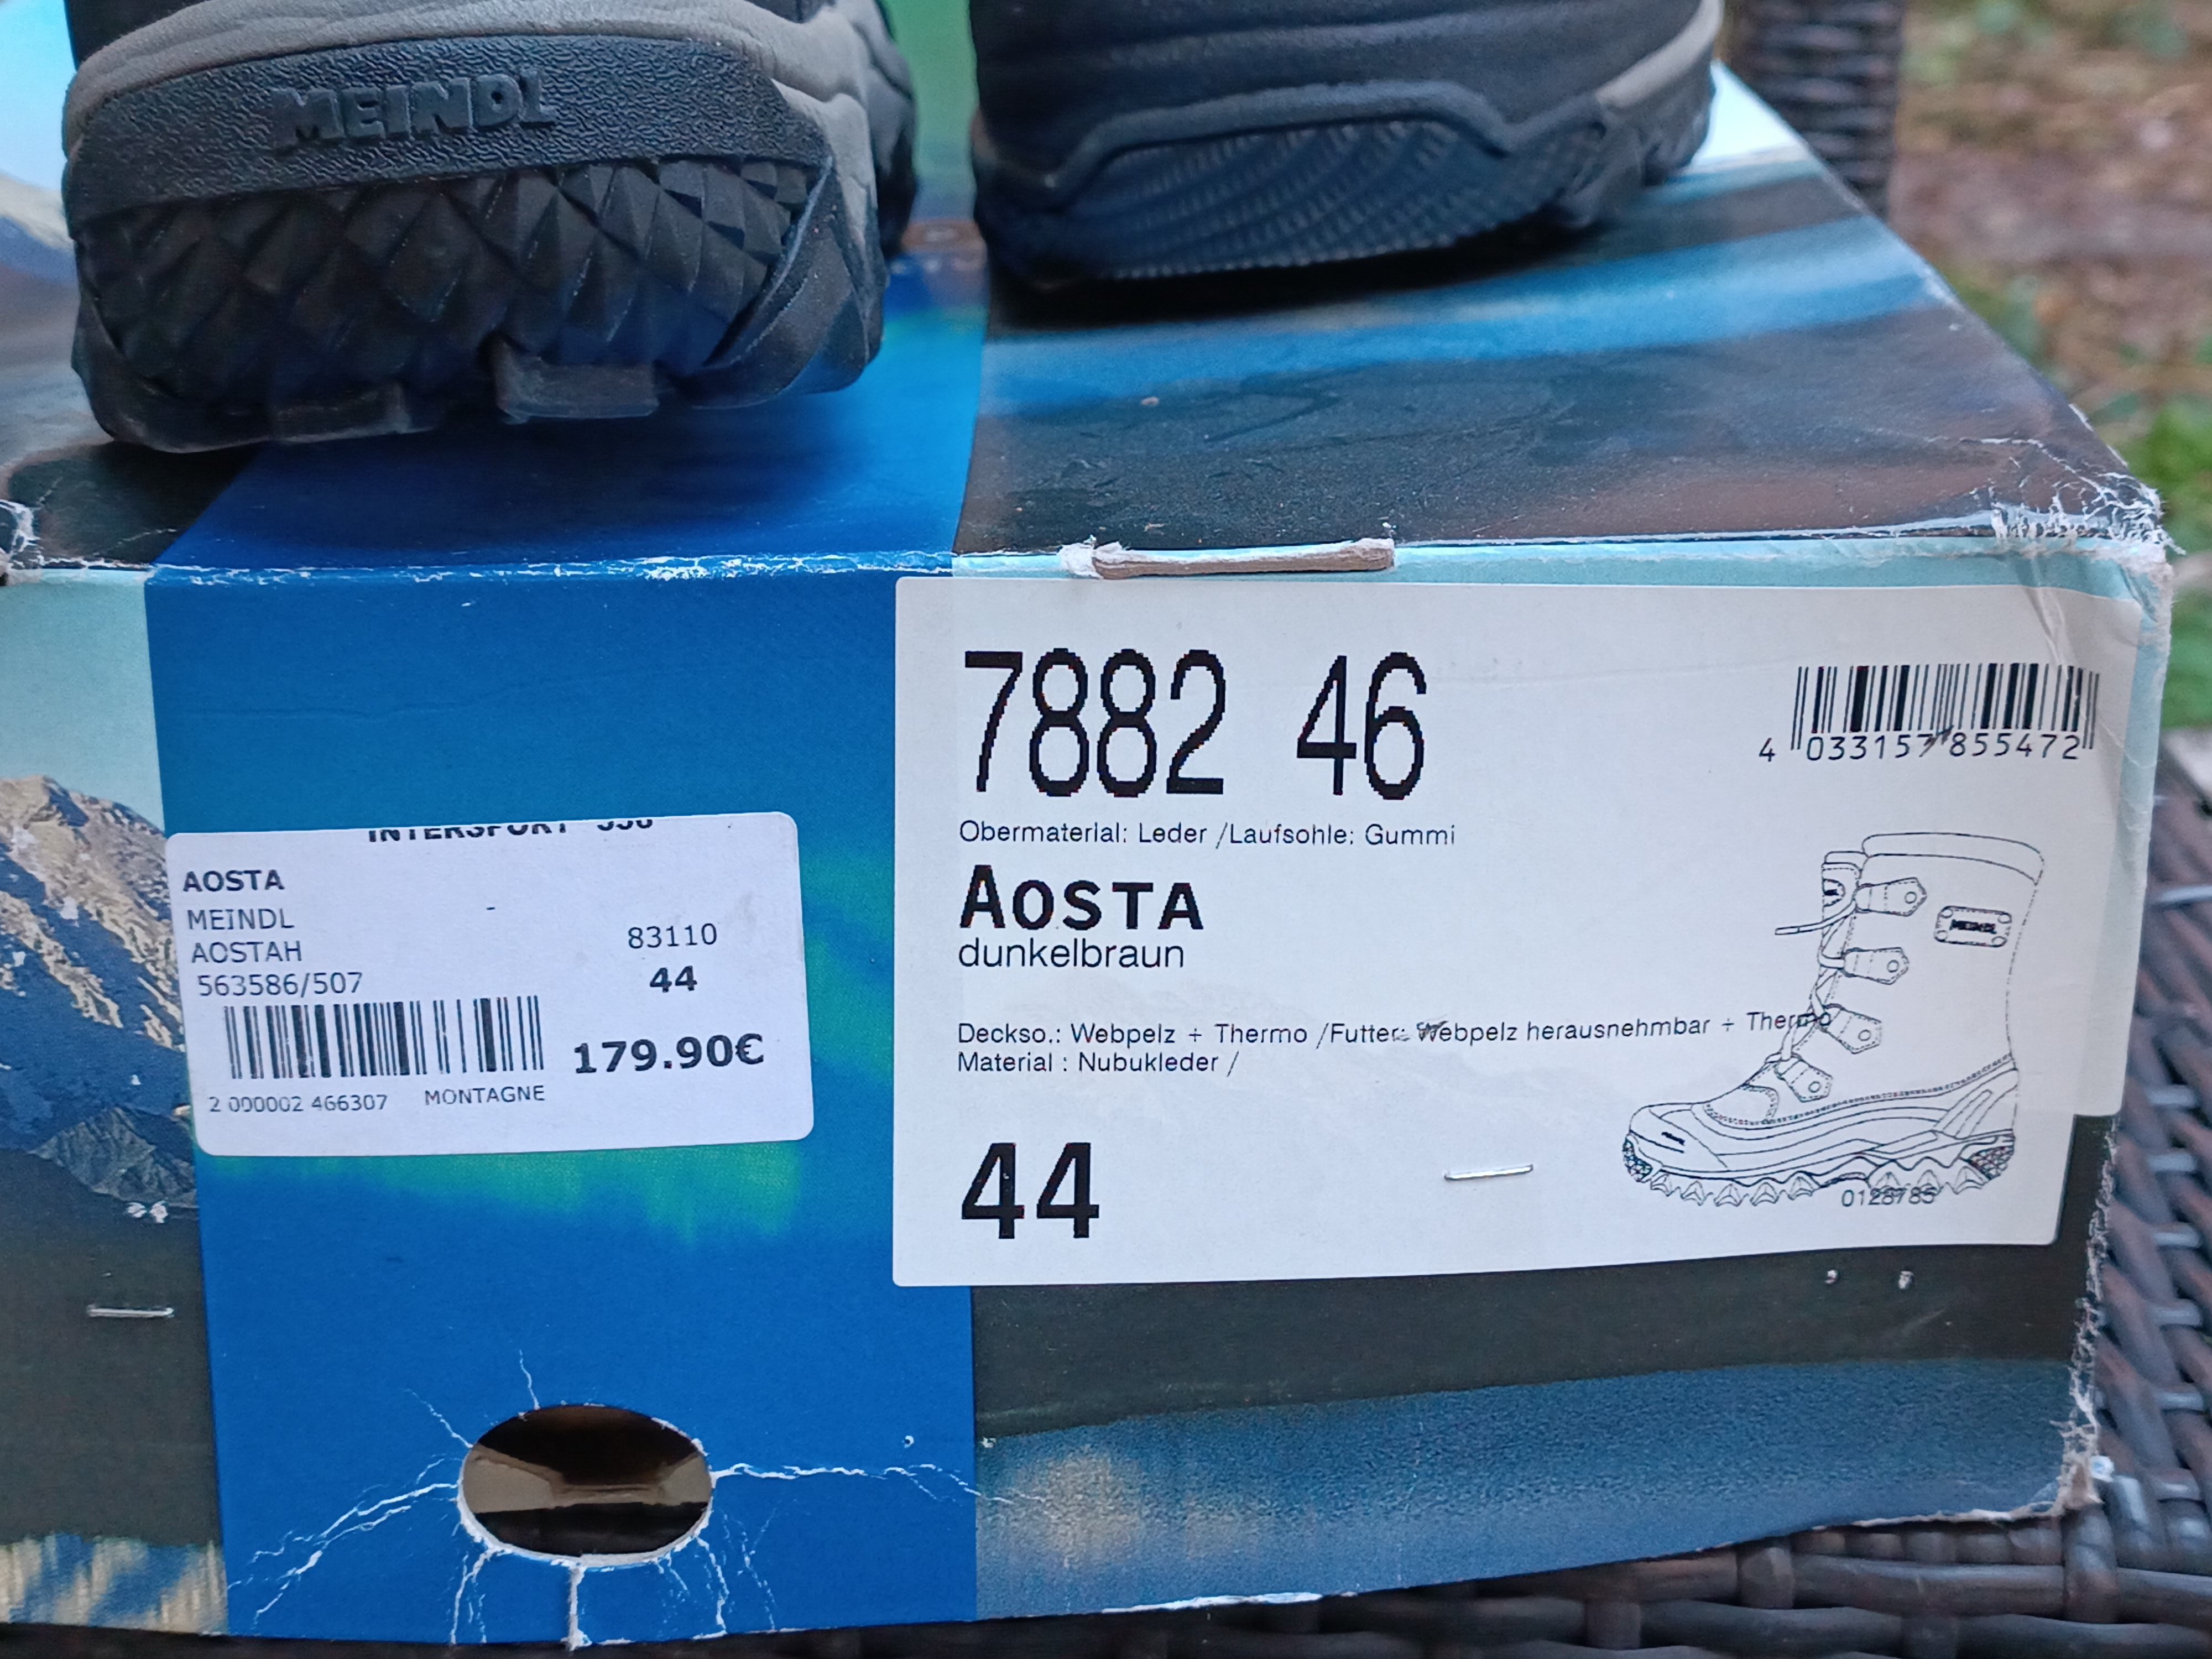 MEINDL
INTERSPORT
AOSTA
MEINDL -
AOSTAH 83110
563586/507 44
179.90€
2 000002 466307 MONTAGNE
7882 46
4 033157 855472
Obermaterial: Leder /Laufsohle: Gummi
AOSTA
dunkelbraun
MEINDL
Deckso.: Webpelz + Thermo /Futter: Webpelz herausnehmbar + Thermo
Material : Nubukleder /
44
0128785